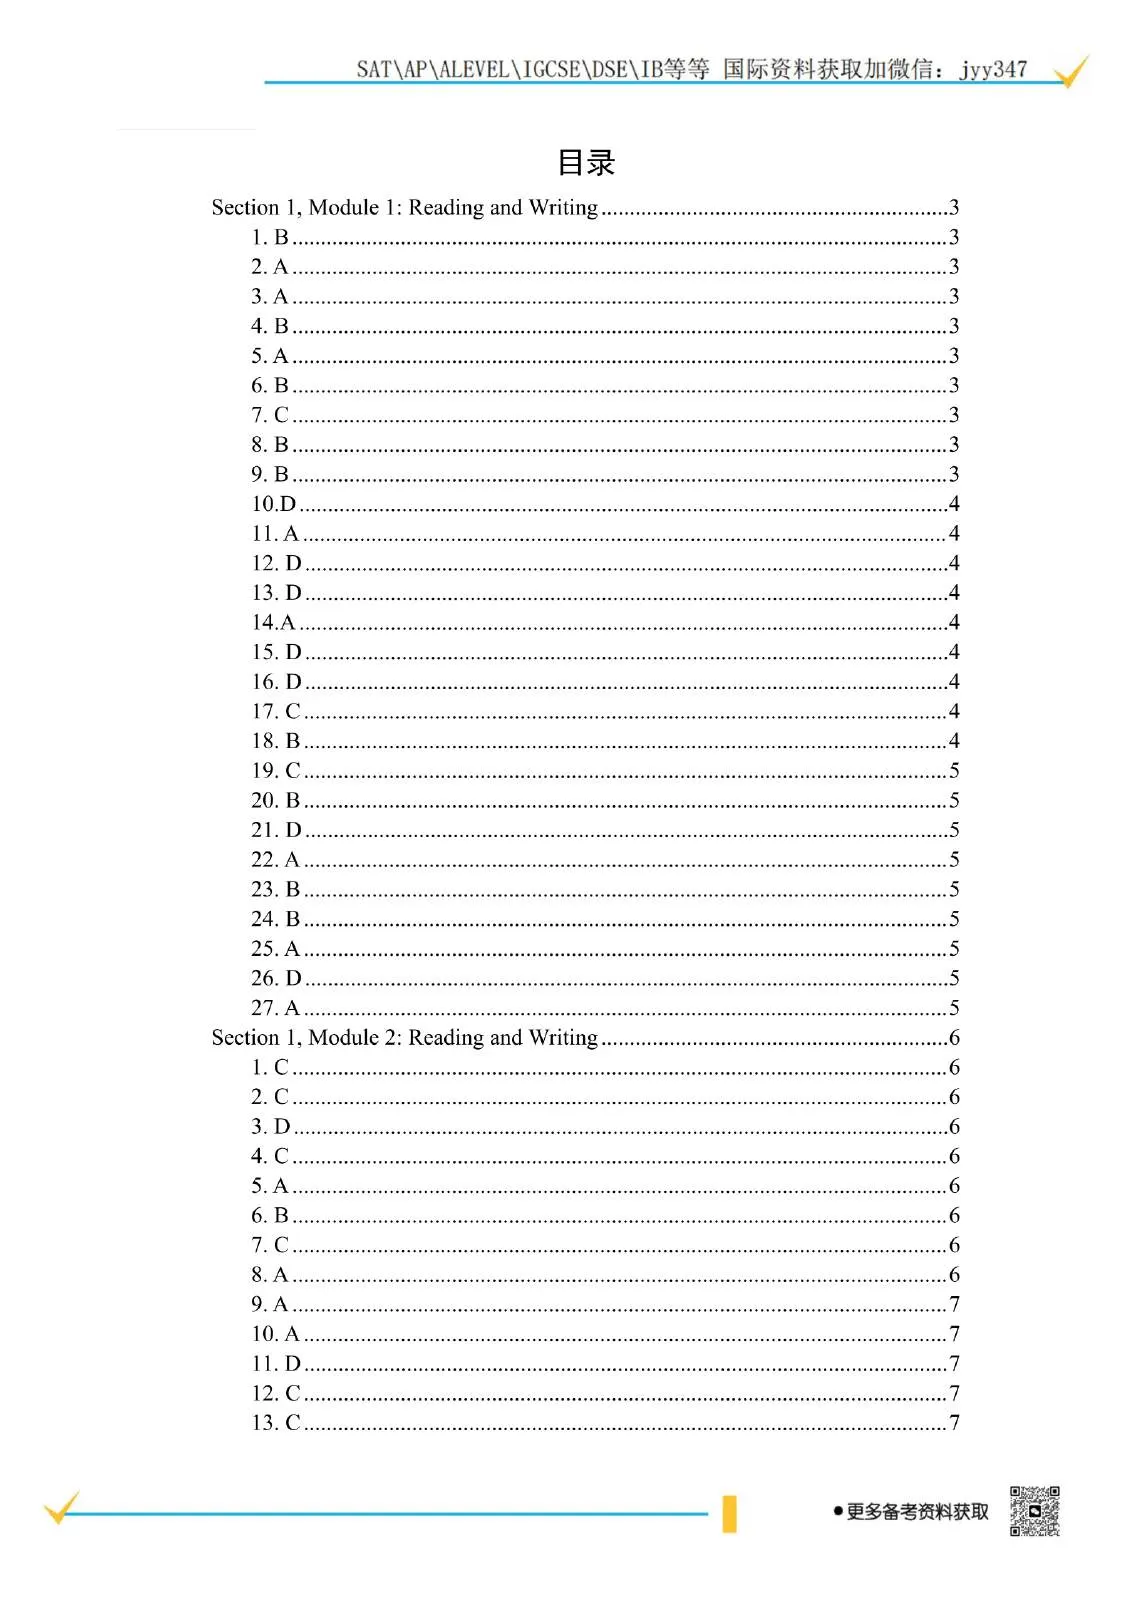 SAT\AP\ALEVEL\IGCSE\DSE\IB等等 国际资料获取加微信：jyy347
目录
Section 1, Module 1: Reading and Writing............................................................3
1. B............................................................3
2. A............................................................3
3. A............................................................3
4. B............................................................3
5. A............................................................3
6. B............................................................3
7. C............................................................3
8. B............................................................3
9. B............................................................3
10.D............................................................4
11. A............................................................4
12. D............................................................4
13. D............................................................4
14.A............................................................4
15. D............................................................4
16. D............................................................4
17. C............................................................4
18. B............................................................4
19. C............................................................5
20. B............................................................5
21. D............................................................5
22. A............................................................5
23. B............................................................5
24. B............................................................5
25. A............................................................5
26. D............................................................5
27. A............................................................5
Section 1, Module 2: Reading and Writing............................................................6
1. C............................................................6
2. C............................................................6
3. D............................................................6
4. C............................................................6
5. A............................................................6
6. B............................................................6
7. C............................................................6
8. A............................................................6
9. A............................................................7
10. A............................................................7
11. D............................................................7
12. C............................................................7
13. C............................................................7
●更多备考资料获取